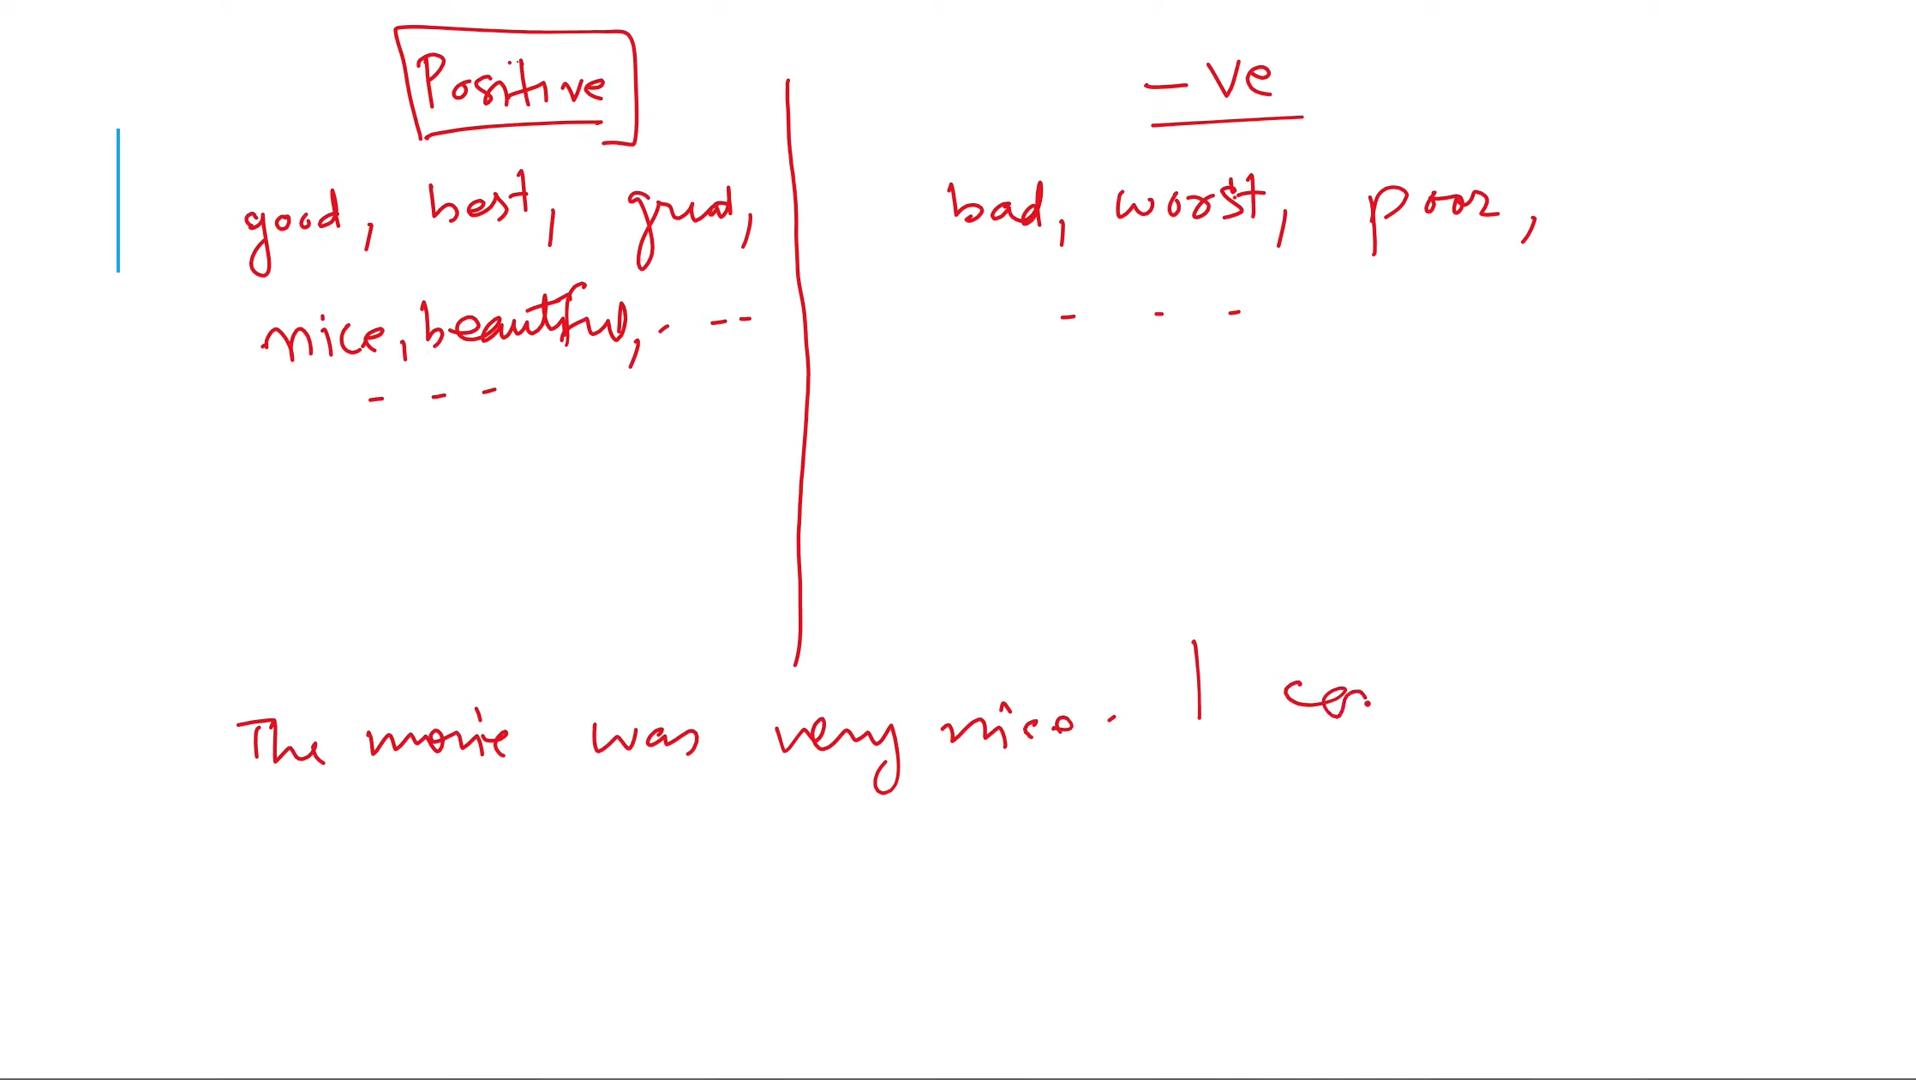 Positive
-ve
good, best, great,
bad, worst, poor,
nice, beautiful, - - -
- - -
- - -
The movie was very nice. |